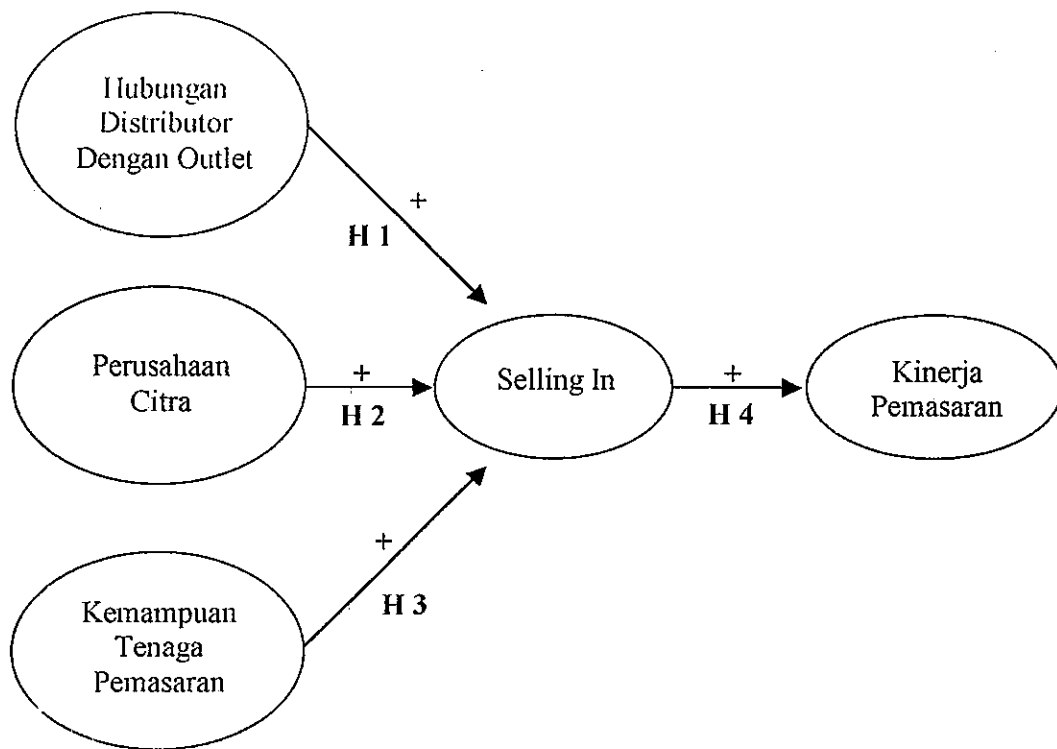 Hubungan
Distributor
Dengan Outlet
+
H 1
Perusahaan
Citra
+
H 2
Selling In
+
H 4
Kinerja
Pemasaran
+
H 3
Kemampuan
Tenaga
Pemasaran